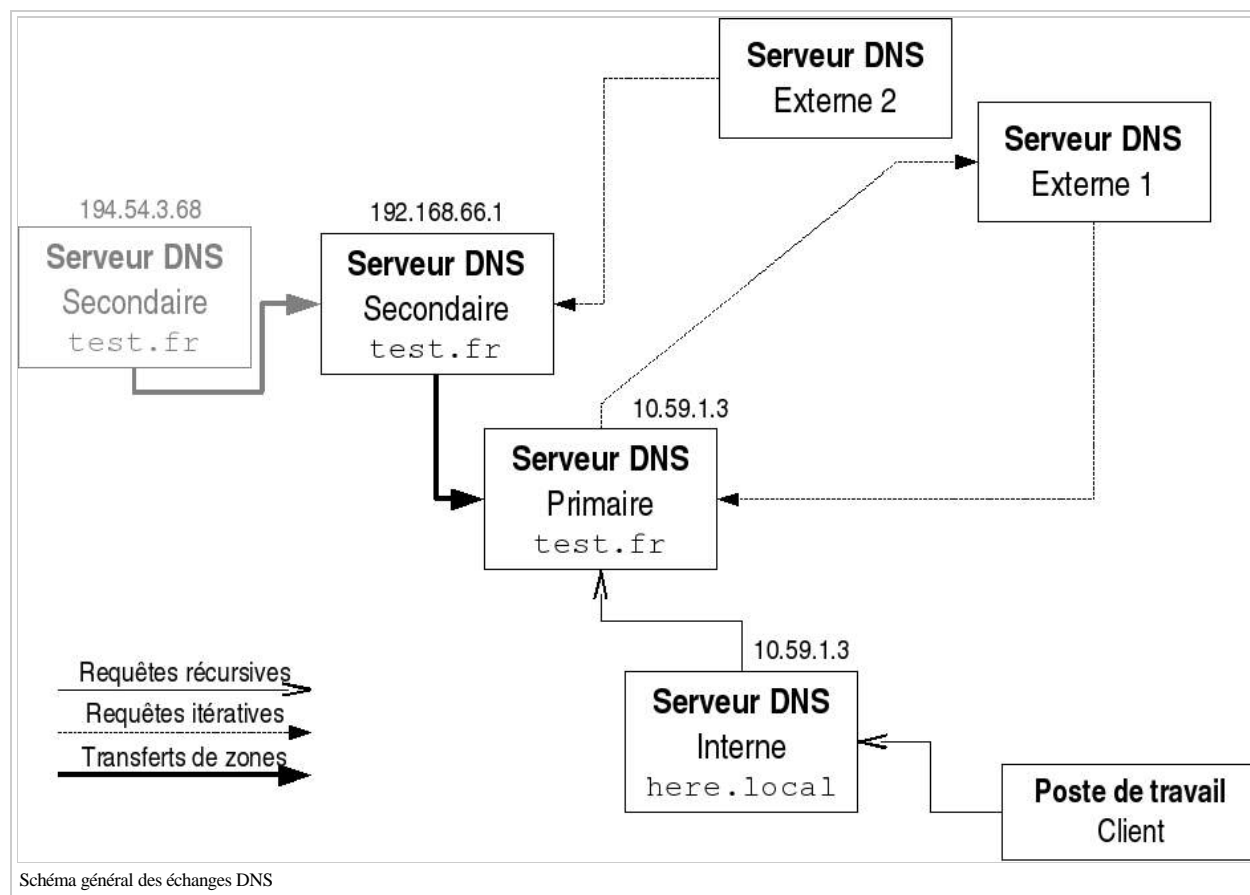 Serveur DNS
Externe 2
Serveur DNS
Externe 1
194.54.3.68
Serveur DNS
Secondaire
test.fr
192.168.66.1
Serveur DNS
Secondaire
test.fr
10.59.1.3
Serveur DNS
Primaire
test.fr
10.59.1.3
Serveur DNS
Interne
here.local
Poste de travail
Client
Requêtes récursives
Requêtes itératives
Transferts de zones
Schéma général des échanges DNS